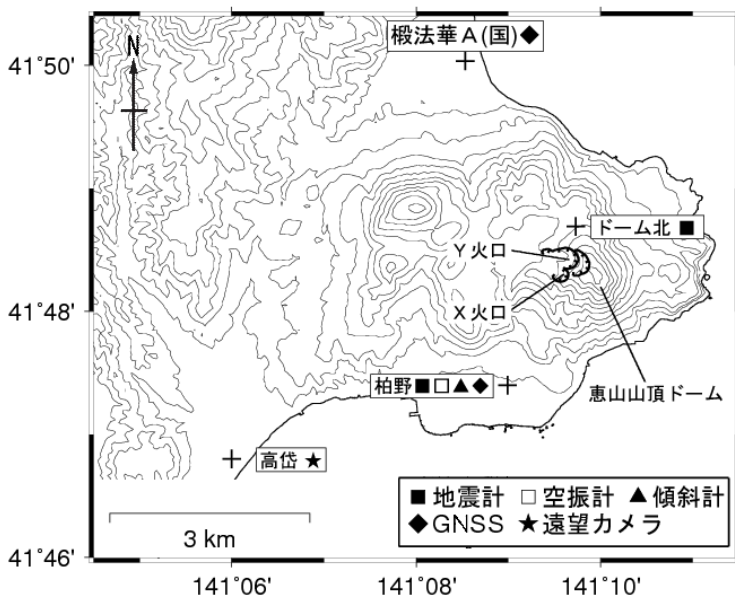 椴法華A(国)◆
41°50'
N
ドーム北 ■
Y火口
41°48'
X火口
柏野■□▲◆
恵山山頂ドーム
高岱 ★
■地震計 □空振計 ▲傾斜計
◆GNSS ★遠望カメラ
3 km
41°46'
141°06' 141°08' 141°10'